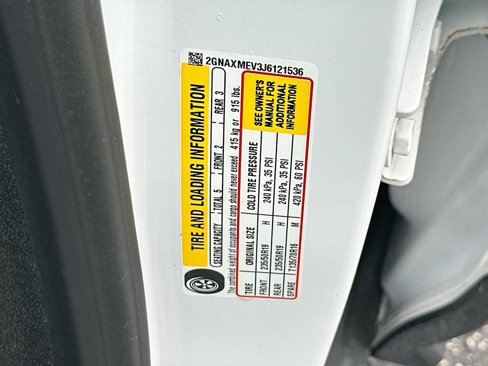 2GNAXMEV3J6121536
TIRE AND LOADING INFORMATION
SEATING CAPACITY TOTAL 5 FRONT 2 REAR 3
The combined weight of occupants and cargo should never exceed 415 kg or 915 lbs.
TIRE ORIGINAL SIZE COLD TIRE PRESSURE
FRONT 235/50R19 H 240 kPa, 35 PSI
REAR 235/50R19 H 240 kPa, 35 PSI
SPARE T135/70R16 M 420 kPa, 60 PSI
SEE OWNER'S
MANUAL FOR
ADDITIONAL
INFORMATION